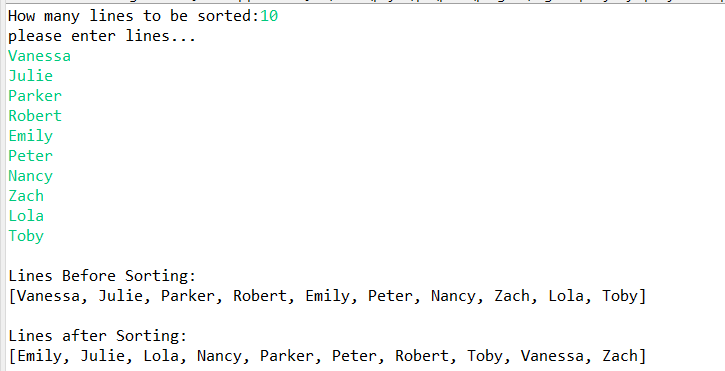 How many lines to be sorted:10
please enter lines...
Vanessa
Julie
Parker
Robert
Emily
Peter
Nancy
Zach
Lola
Toby
Lines Before Sorting:
[Vanessa, Julie, Parker, Robert, Emily, Peter, Nancy, Zach, Lola, Toby]
Lines after Sorting:
[Emily, Julie, Lola, Nancy, Parker, Peter, Robert, Toby, Vanessa, Zach]